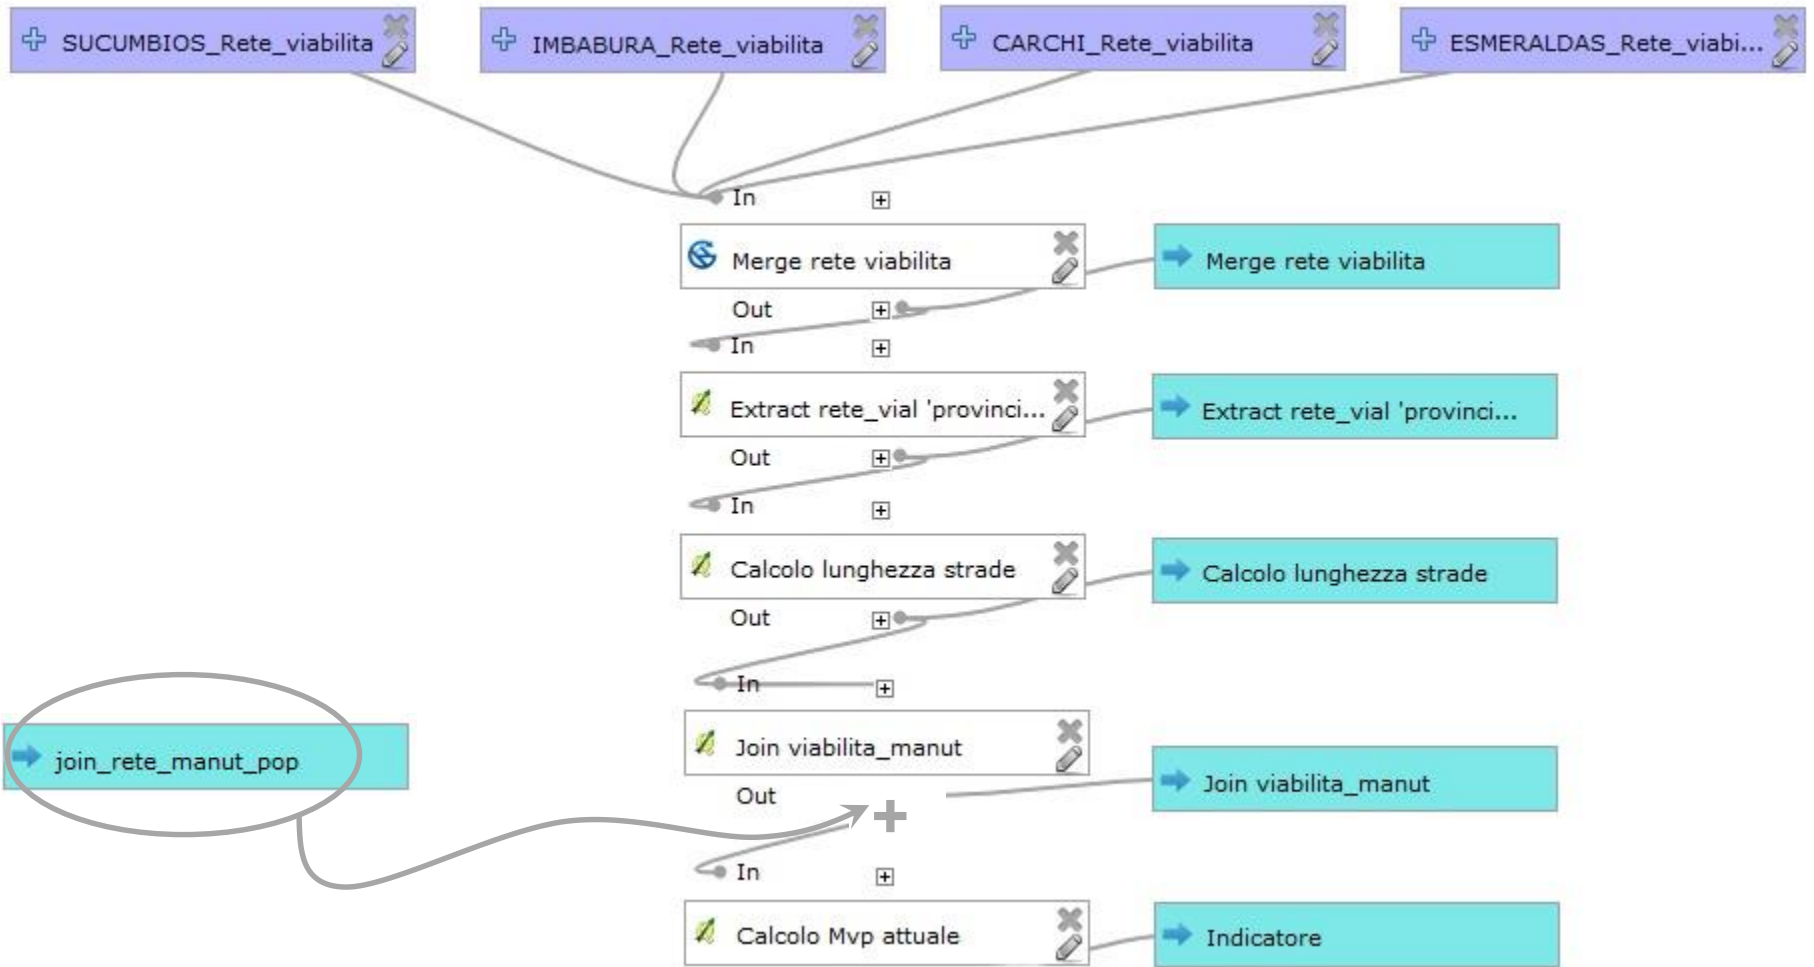 SUCUMBIOS_Rete_viabilita
IMBABURA_Rete_viabilita
CARCHI_Rete_viabilita
ESMERALDAS_Rete_viabi...
In
Merge rete viabilita
Merge rete viabilita
Out
In
Extract rete_vial 'provinci...
Extract rete_vial 'provinci...
Out
In
Calcolo lunghezza strade
Calcolo lunghezza strade
Out
In
Join viabilita_manut
join_rete_manut_pop
Join viabilita_manut
Out
In
Calcolo Mvp attuale
Indicatore